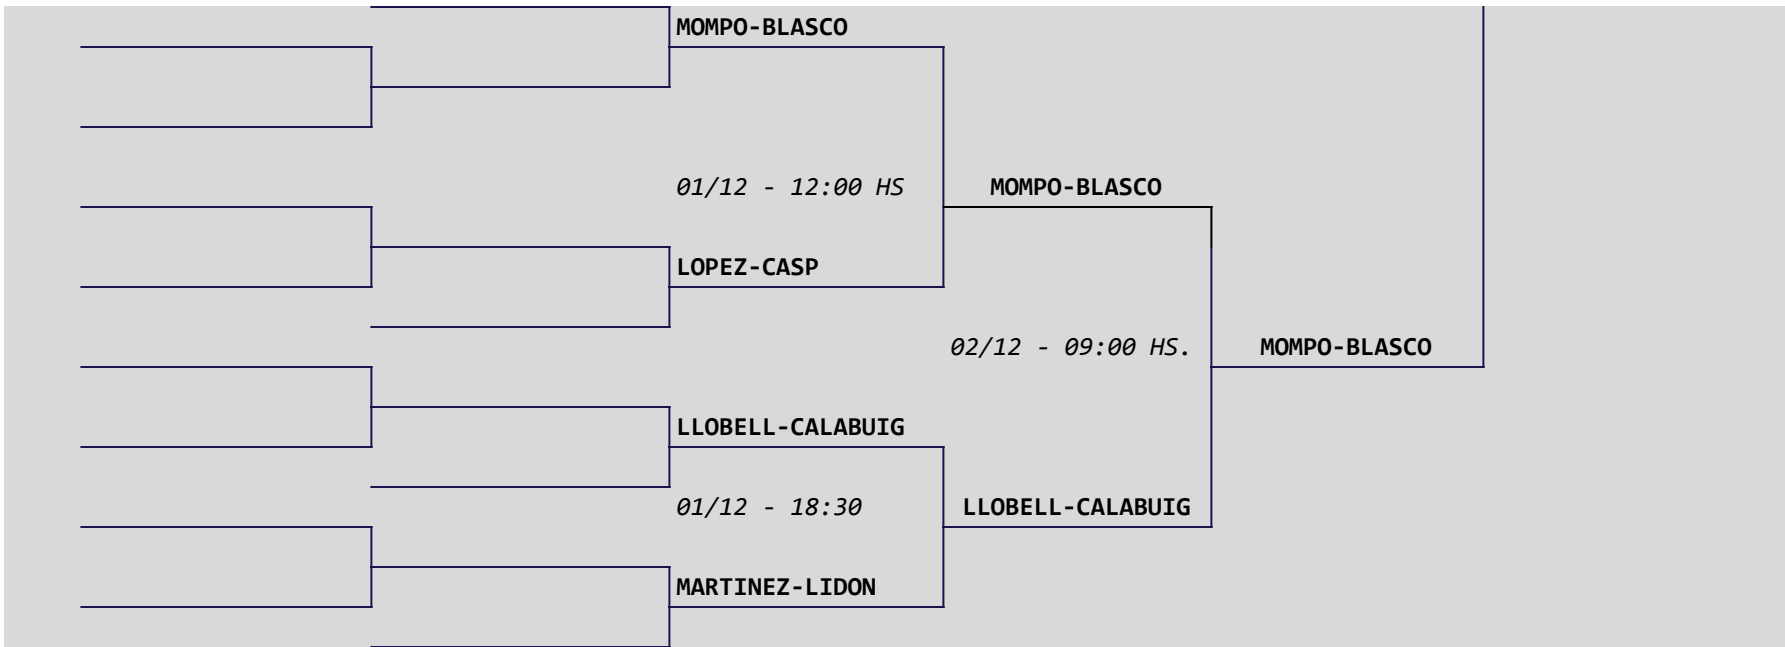 MOMPO-BLASCO
01/12 - 12:00 HS
MOMPO-BLASCO
LOPEZ-CASP
02/12 - 09:00 HS.
MOMPO-BLASCO
LLOBELL-CALABUIG
01/12 - 18:30
LLOBELL-CALABUIG
MARTINEZ-LIDON